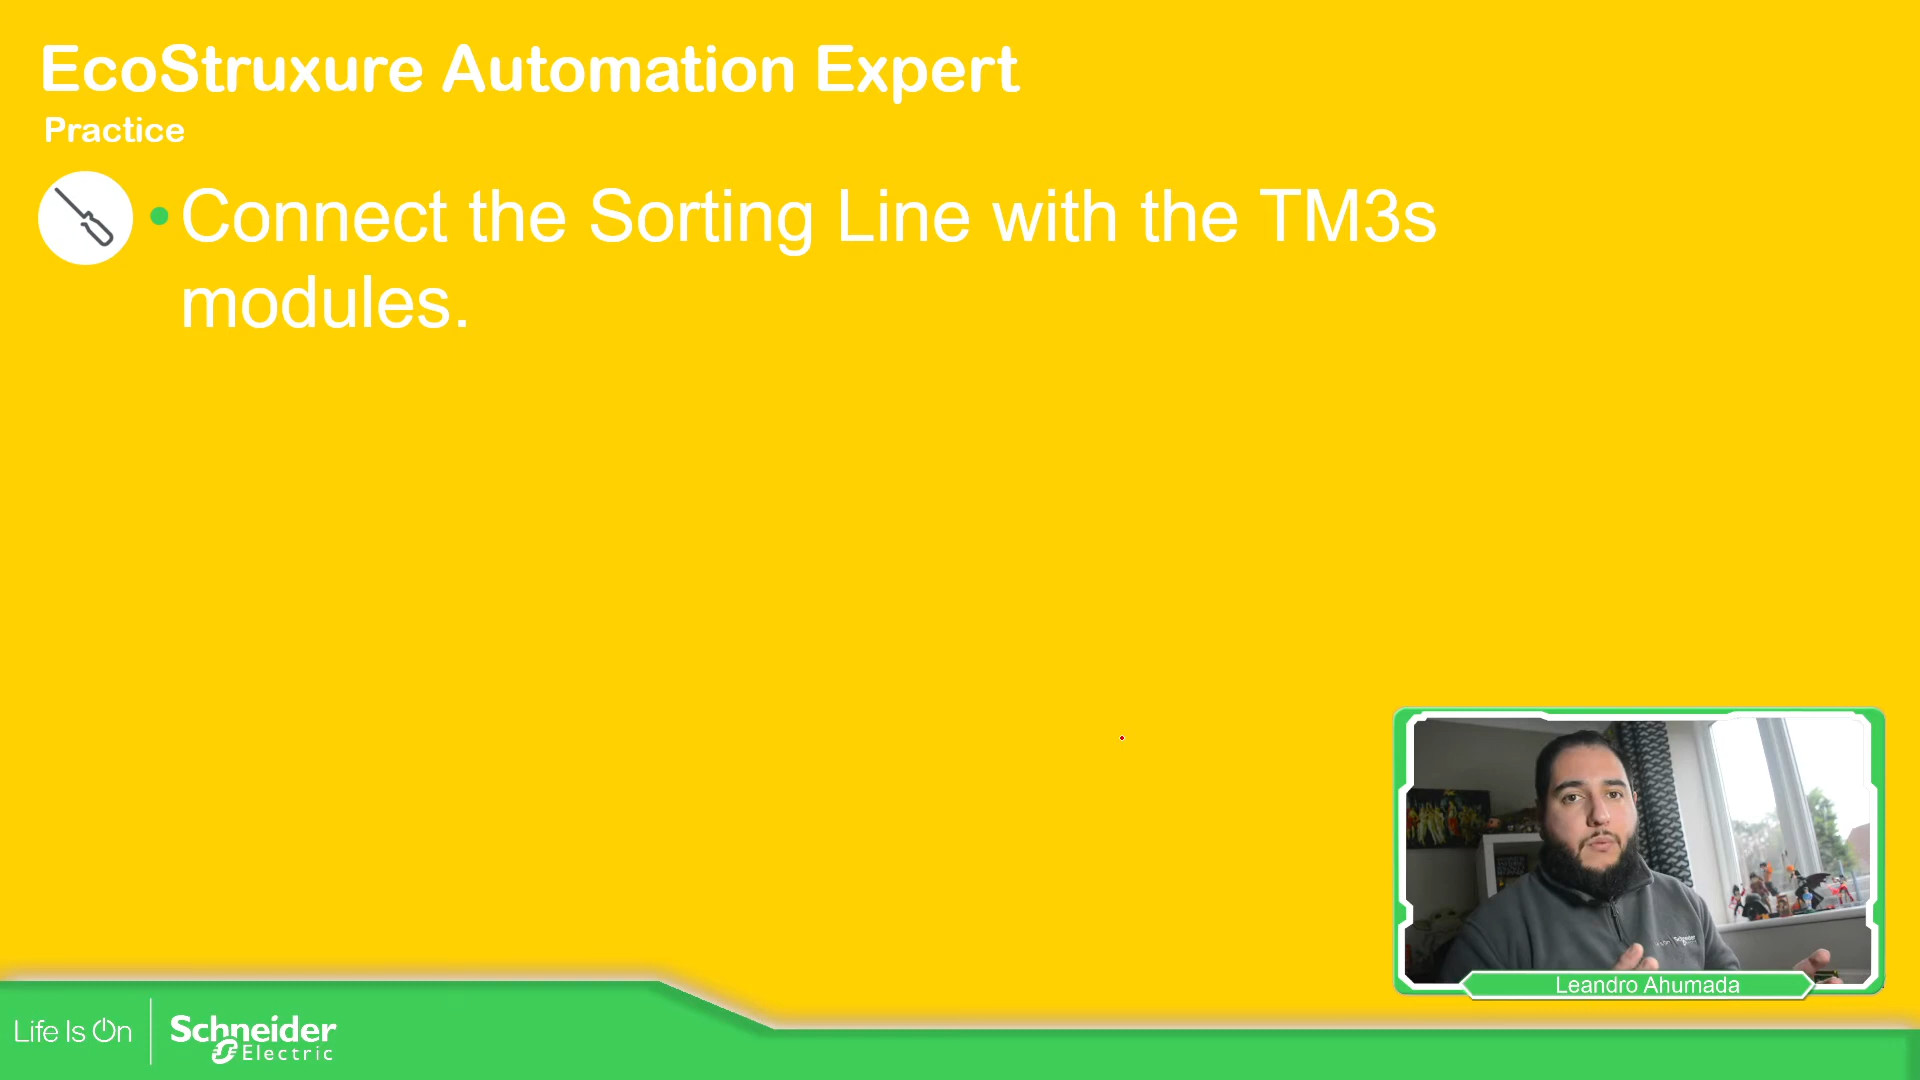 EcoStruxure Automation Expert
Practice
• Connect the Sorting Line with the TM3s
modules.
Leandro Ahumada
Life Is On
Schneider
Electric